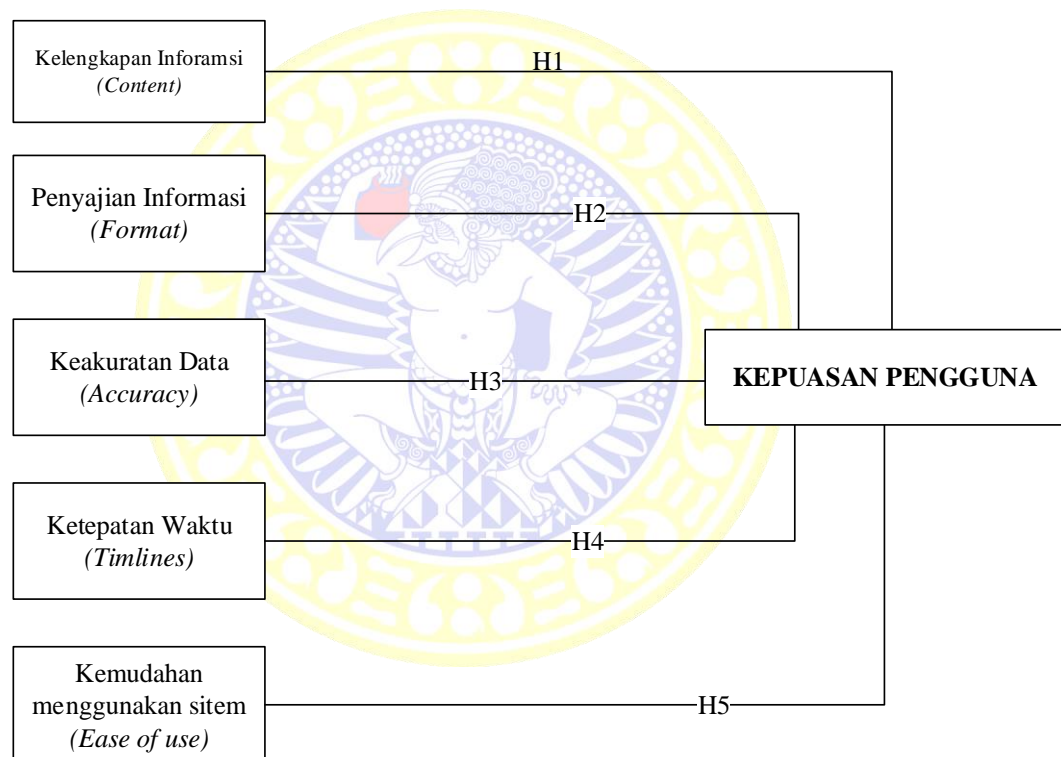 Kelengkapan Inforamsi
(Content)
H1
Penyajian Informasi
(Format)
H2
Keakuratan Data
(Accuracy)
H3
KEPUASAN PENGGUNA
Ketepatan Waktu
(Timlines)
H4
Kemudahan
menggunakan sitem
(Ease of use)
H5